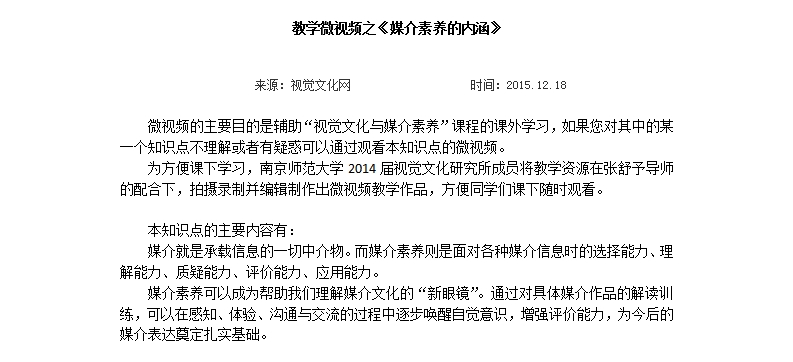 教学微视频之《媒介素养的内涵》
来源：视觉文化网 时间：2015.12.18
微视频的主要目的是辅助“视觉文化与媒介素养”课程的课外学习，如果您对其中的某
一个知识点不理解或者有疑惑可以通过观看本知识点的微视频。
为方便课下学习，南京师范大学 2014 届视觉文化研究所成员将教学资源在张舒予导师
的配合下，拍摄录制并编辑制作出微视频教学作品，方便同学们课下随时观看。
本知识点的主要内容有：
媒介就是承载信息的一切中介物。而媒介素养则是面对各种媒介信息时的选择能力、理
解能力、质疑能力、评价能力、应用能力。
媒介素养可以成为帮助我们理解媒介文化的“新眼镜”。通过对具体媒介作品的解读训
练，可以在感知、体验、沟通与交流的过程中逐步唤醒自觉意识，增强评价能力，为今后的
媒介表达奠定扎实基础。